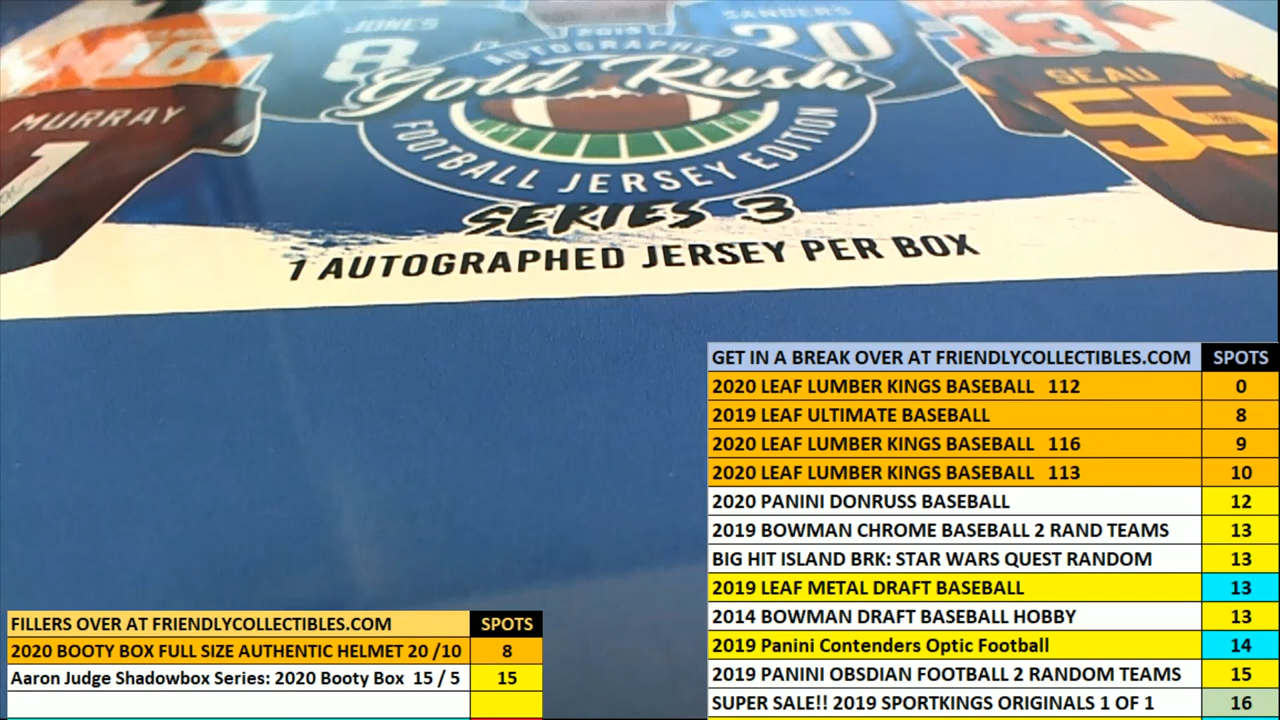 JONES
8
SANDERS
20
13
16
MURRAY
1
SEAU
55
2019
AUTOGRAPHED
Gold Rush
FOOTBALL JERSEY EDITION
SERIES 3
1 AUTOGRAPHED JERSEY PER BOX
GET IN A BREAK OVER AT FRIENDLYCOLLECTIBLES.COM SPOTS
2020 LEAF LUMBER KINGS BASEBALL 112 0
2019 LEAF ULTIMATE BASEBALL 8
2020 LEAF LUMBER KINGS BASEBALL 116 9
2020 LEAF LUMBER KINGS BASEBALL 113 10
2020 PANINI DONRUSS BASEBALL 12
2019 BOWMAN CHROME BASEBALL 2 RAND TEAMS 13
BIG HIT ISLAND BRK: STAR WARS QUEST RANDOM 13
2019 LEAF METAL DRAFT BASEBALL 13
2014 BOWMAN DRAFT BASEBALL HOBBY 13
2019 Panini Contenders Optic Football 14
2019 PANINI OBSDIAN FOOTBALL 2 RANDOM TEAMS 15
SUPER SALE!! 2019 SPORTKINGS ORIGINALS 1 OF 1 16
FILLERS OVER AT FRIENDLYCOLLECTIBLES.COM SPOTS
2020 BOOTY BOX FULL SIZE AUTHENTIC HELMET 20 /10 8
Aaron Judge Shadowbox Series: 2020 Booty Box 15 / 5 15